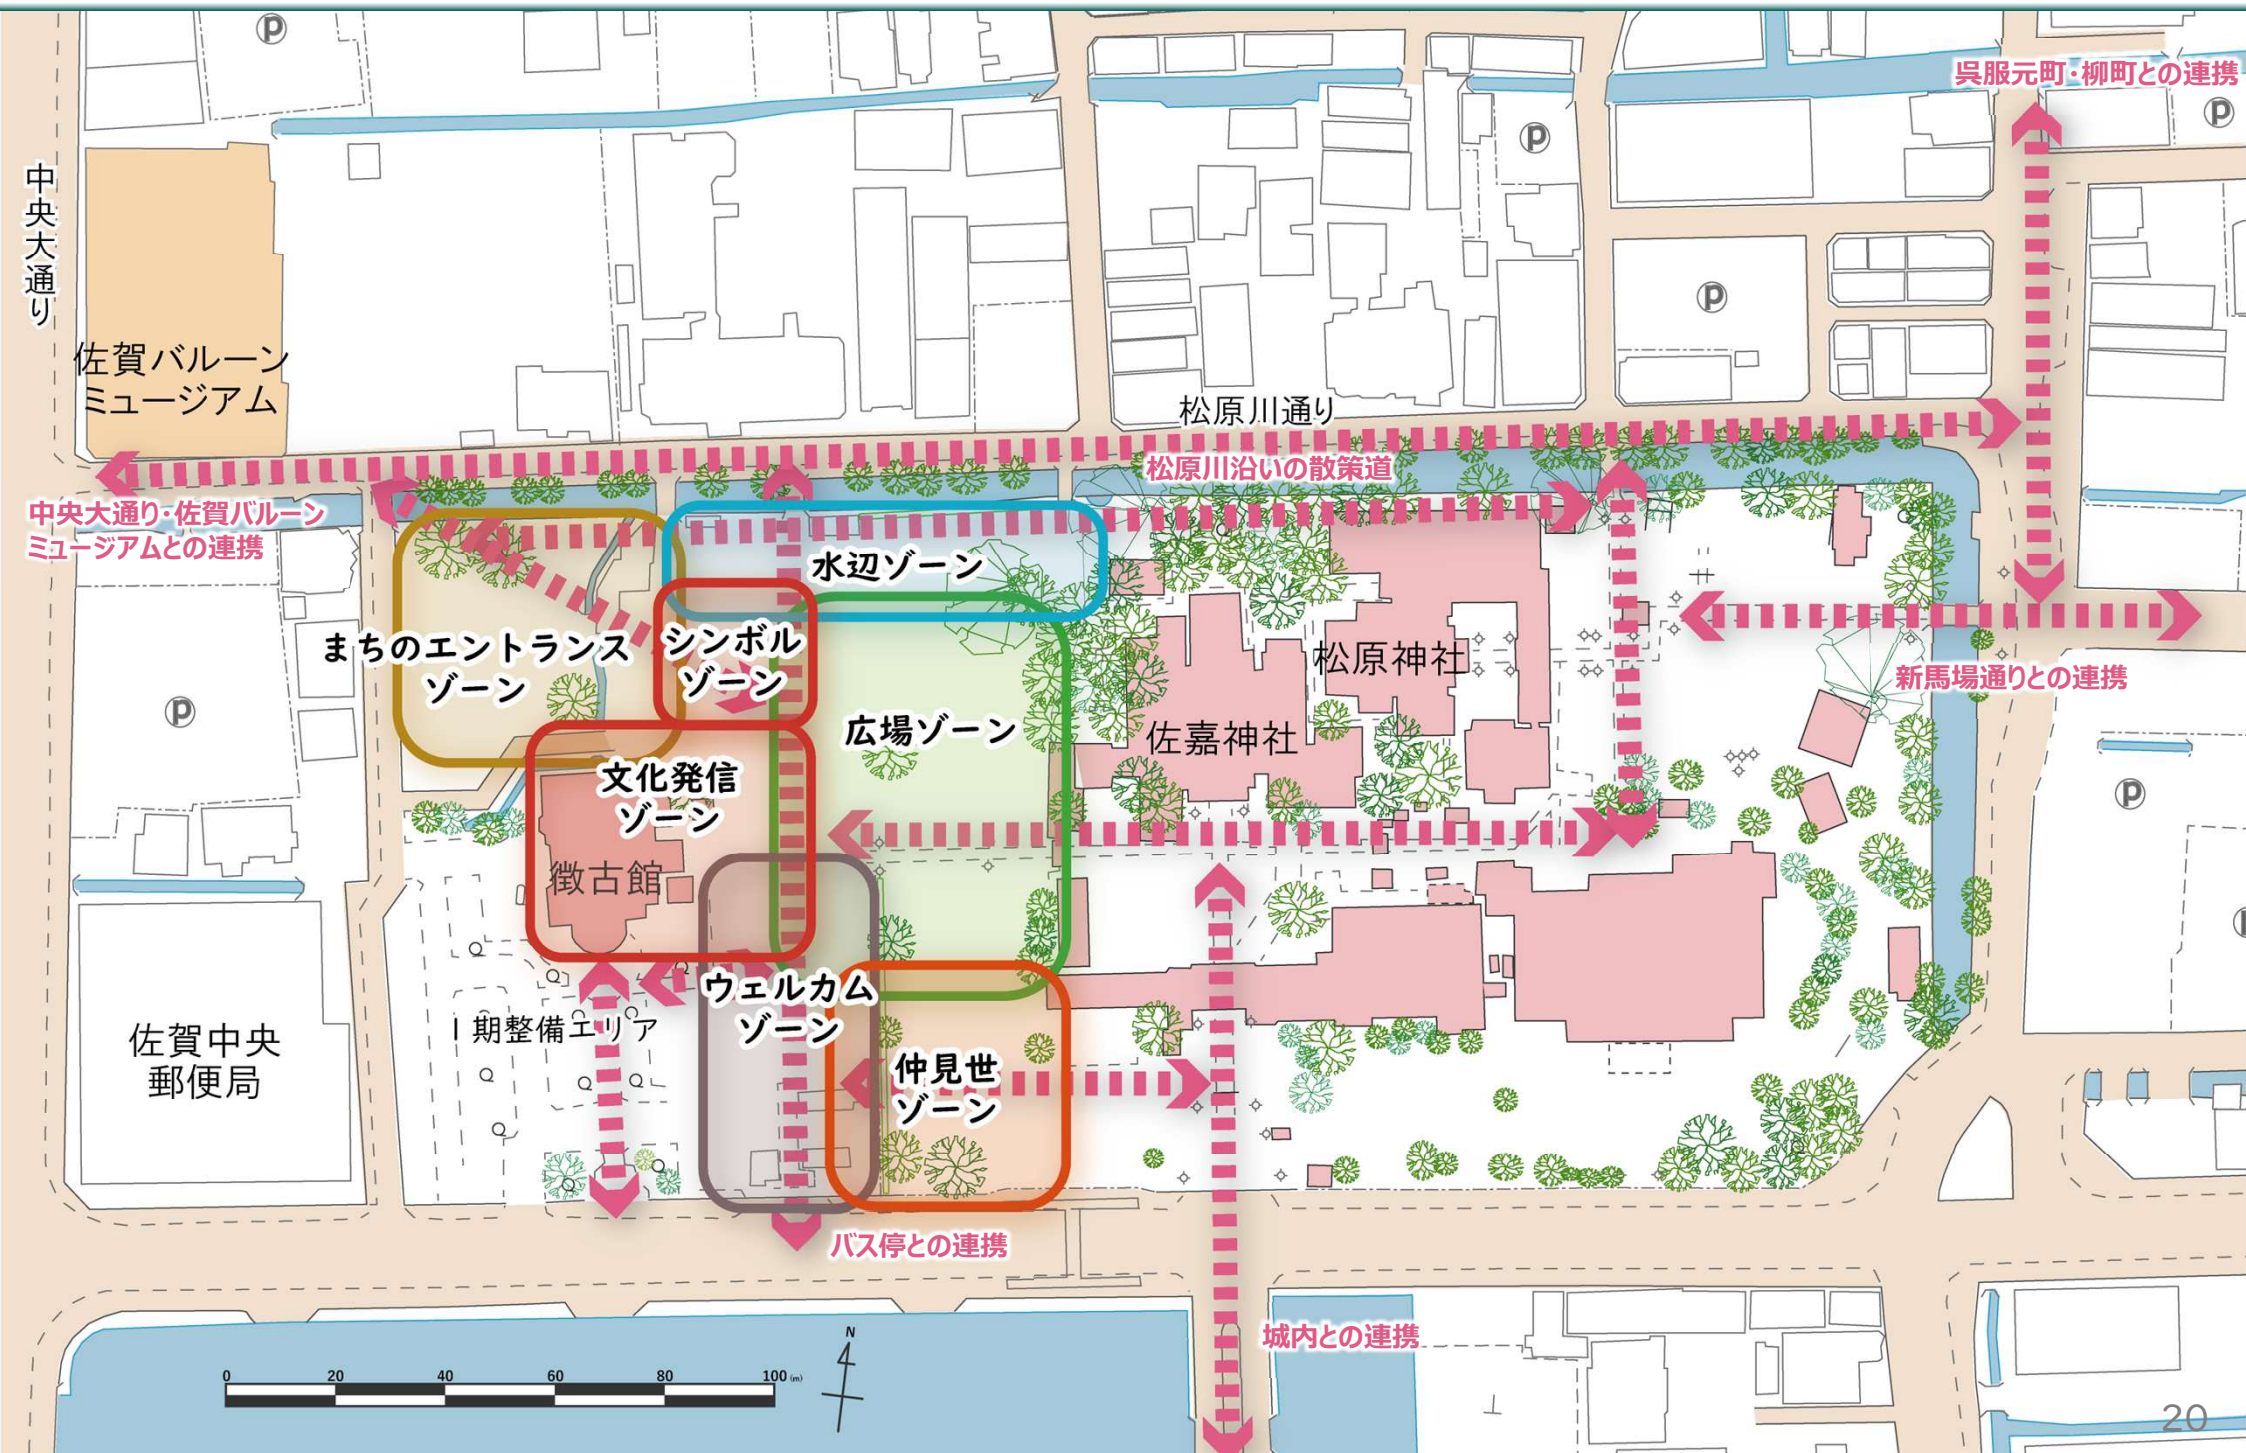 P
呉服元町・柳町との連携
P
P
中央大通り
P
佐賀バルーン
ミュージアム
松原川通り
松原川沿いの散策道
中央大通り・佐賀バルーン
ミュージアムとの連携
水辺ゾーン
まちのエントランス
ゾーン
シンボル
ゾーン
松原神社
新馬場通りとの連携
P
広場ゾーン
佐嘉神社
文化発信
ゾーン
P
徴古館
ウェルカム
ゾーン
Ⅰ期整備エリア
佐賀中央
郵便局
仲見世
ゾーン
バス停との連携
城内との連携
N
0 20 40 60 80 100 (m)
20